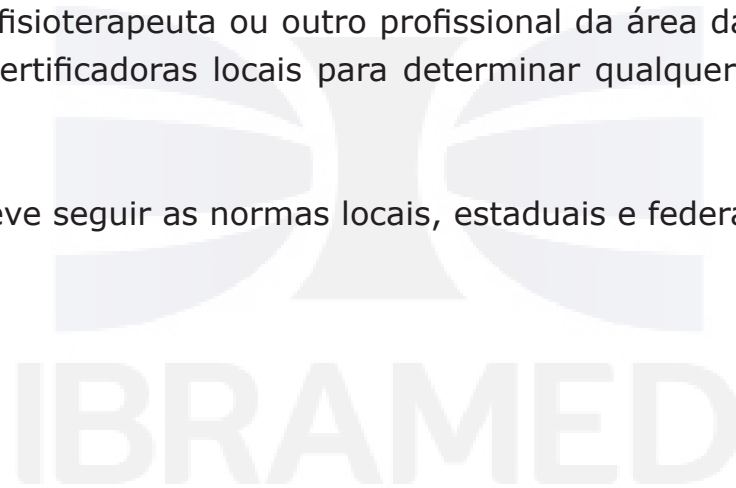 fisioterapeuta ou outro profissional da área da
ertificadoras locais para determinar qualquer
eve seguir as normas locais, estaduais e federa
IBRAMED